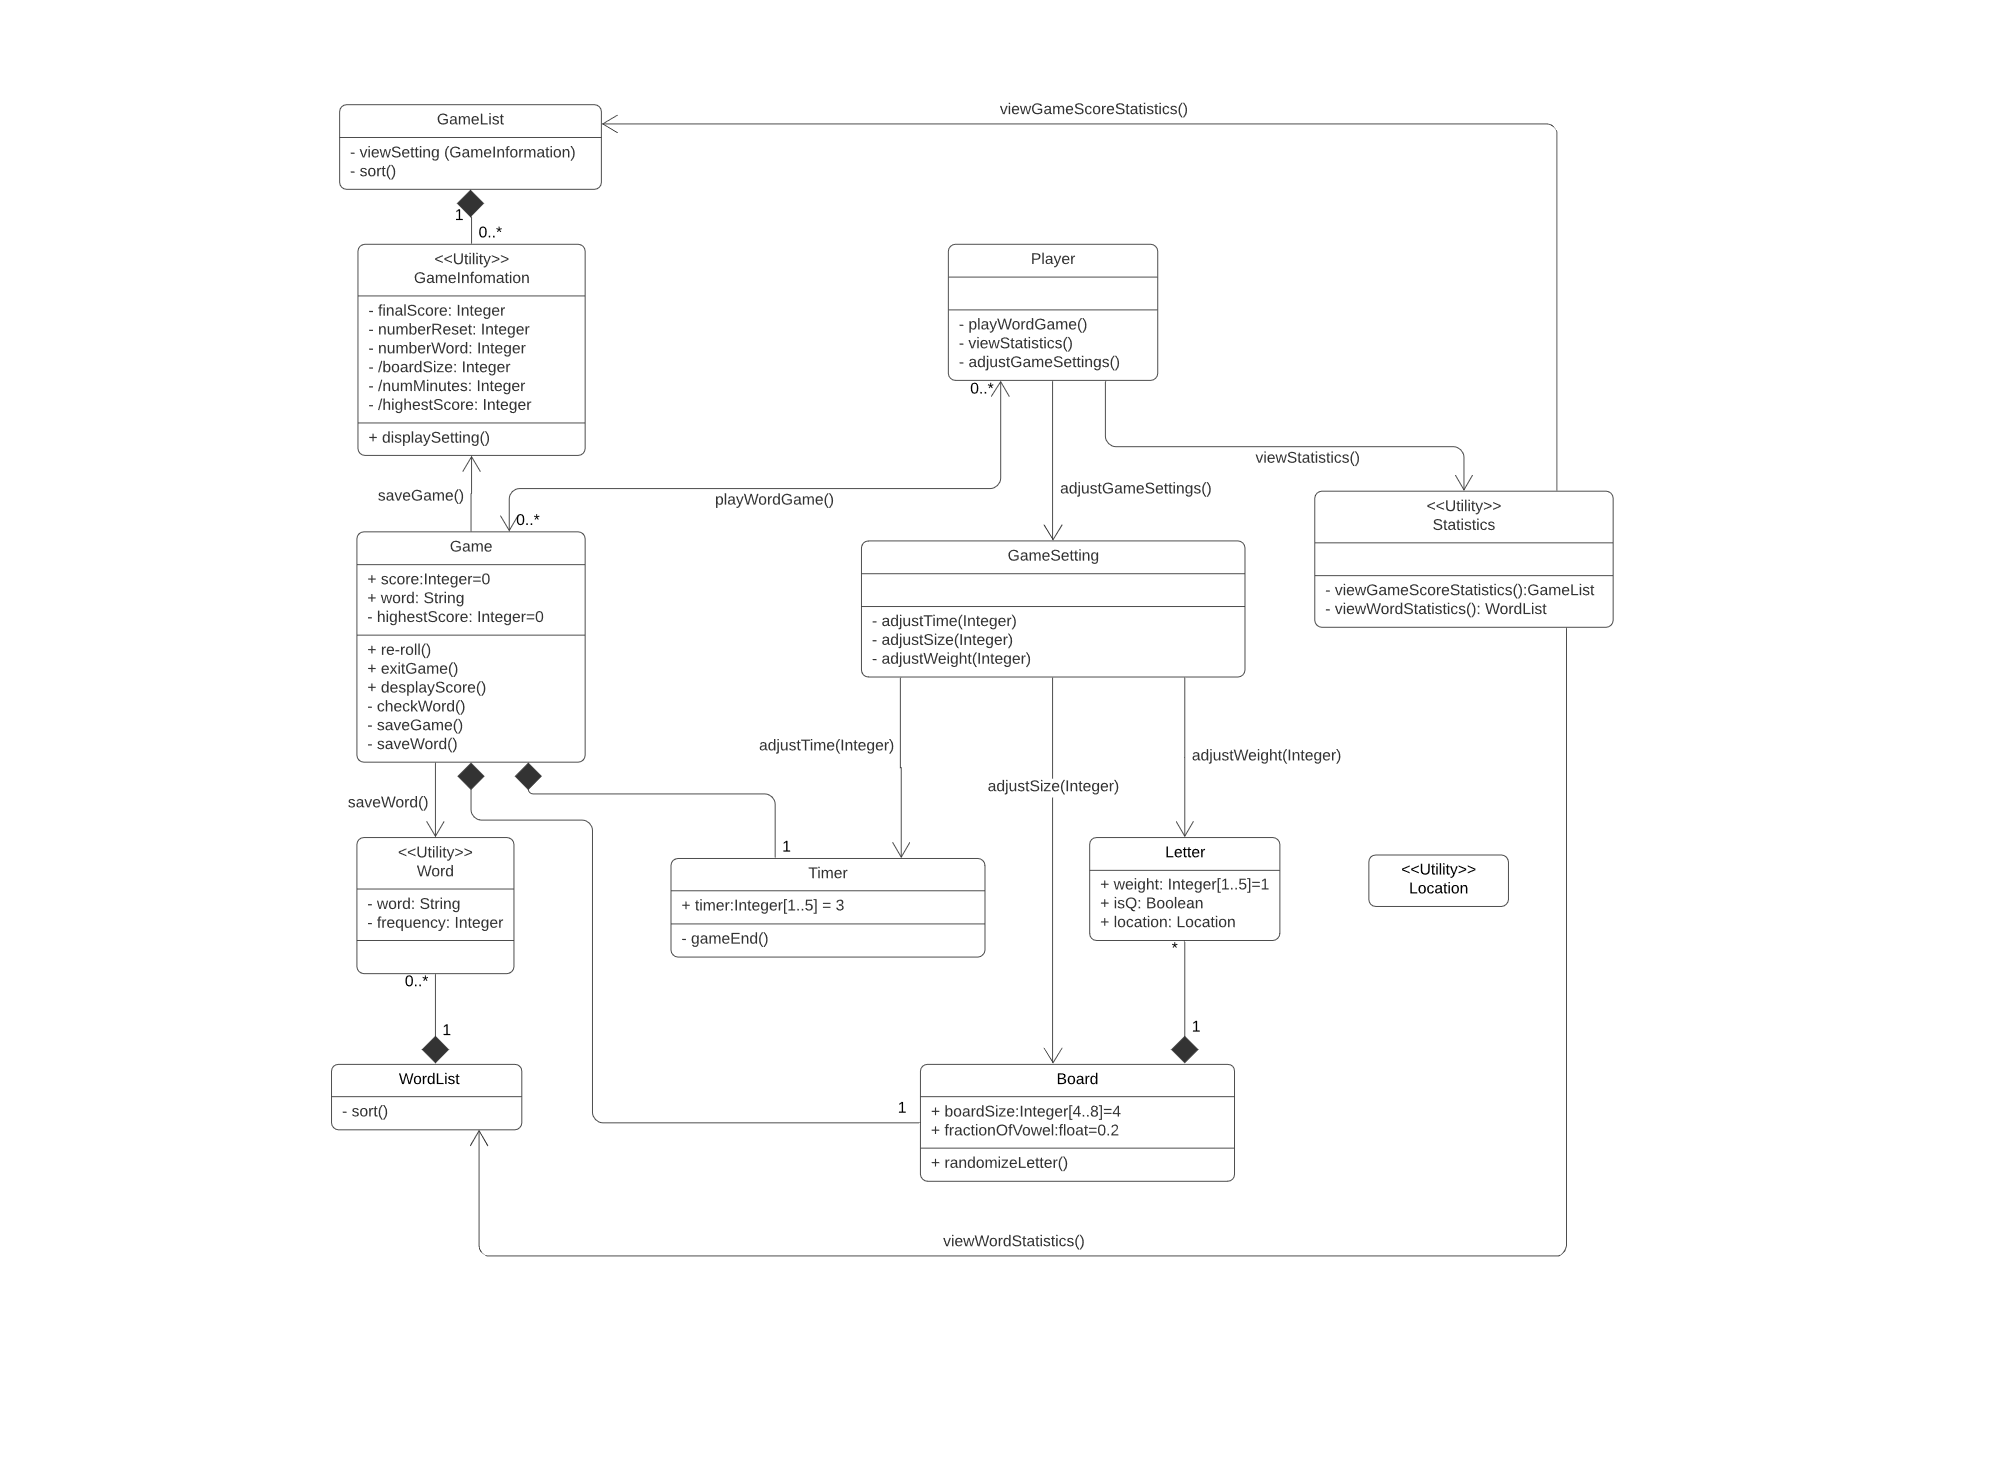 viewGameScoreStatistics()
GameList
- viewSetting (GameInformation)
- sort()
1
0..*
<<Utility>>
GameInfomation
- finalScore: Integer
- numberReset: Integer
- numberWord: Integer
- /boardSize: Integer
- /numMinutes: Integer
- /highestScore: Integer
+ displaySetting()
Player
- playWordGame()
- viewStatistics()
- adjustGameSettings()
0..*
viewStatistics()
saveGame()
playWordGame()
adjustGameSettings()
0..*
<<Utility>>
Statistics
- viewGameScoreStatistics():GameList
- viewWordStatistics(): WordList
Game
+ score:Integer=0
+ word: String
- highestScore: Integer=0
+ re-roll()
+ exitGame()
+ desplayScore()
- checkWord()
- saveGame()
- saveWord()
GameSetting
- adjustTime(Integer)
- adjustSize(Integer)
- adjustWeight(Integer)
adjustTime(Integer)
adjustSize(Integer)
adjustWeight(Integer)
saveWord()
1
<<Utility>>
Word
- word: String
- frequency: Integer
0..*
1
Timer
+ timer:Integer[1..5] = 3
- gameEnd()
Letter
+ weight: Integer[1..5]=1
+ isQ: Boolean
+ location: Location
*
1
<<Utility>>
Location
WordList
- sort()
1
Board
+ boardSize:Integer[4..8]=4
+ fractionOfVowel:float=0.2
+ randomizeLetter()
viewWordStatistics()